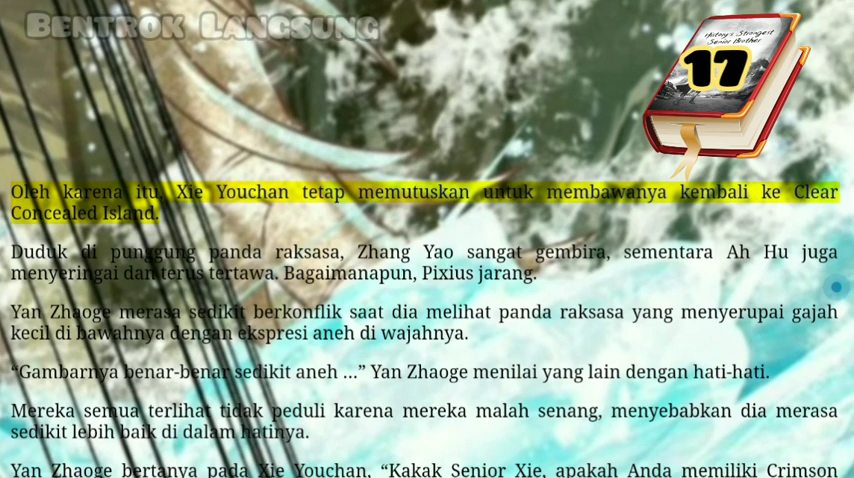 Bentrok Langsung
History's Strongest
Senior Brother
17
Oleh karena itu, Xie Youchan tetap memutuskan untuk membawanya kembali ke Clear
Concealed Island.
Duduk di punggung panda raksasa, Zhang Yao sangat gembira, sementara Ah Hu juga
menyeringai dan terus tertawa. Bagaimanapun, Pixius jarang.
Yan Zhaoge merasa sedikit berkonflik saat dia melihat panda raksasa yang menyerupai gajah
kecil di bawahnya dengan ekspresi aneh di wajahnya.
“Gambarnya benar-benar sedikit aneh …” Yan Zhaoge menilai yang lain dengan hati-hati.
Mereka semua terlihat tidak peduli karena mereka malah senang, menyebabkan dia merasa
sedikit lebih baik di dalam hatinya.
Yan Zhaoge bertanya pada Xie Youchan, “Kakak Senior Xie, apakah Anda memiliki Crimson